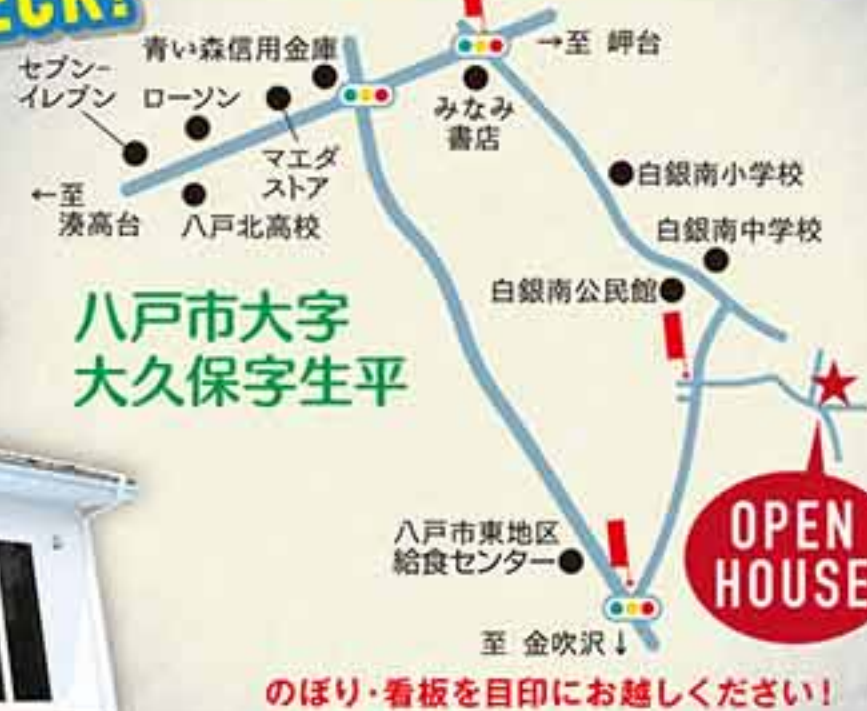 ECK!
青い森信用金庫
→至 岬台
セブン-
イレブン
ローソン
みなみ
書店
マエダ
ストア
白銀南小学校
←至
湊高台
八戸北高校
白銀南中学校
白銀南公民館
八戸市大字
大久保字生平
OPEN
HOUSE
八戸市東地区
給食センター
至 金吹沢↓
のぼり・看板を目印にお越しください!